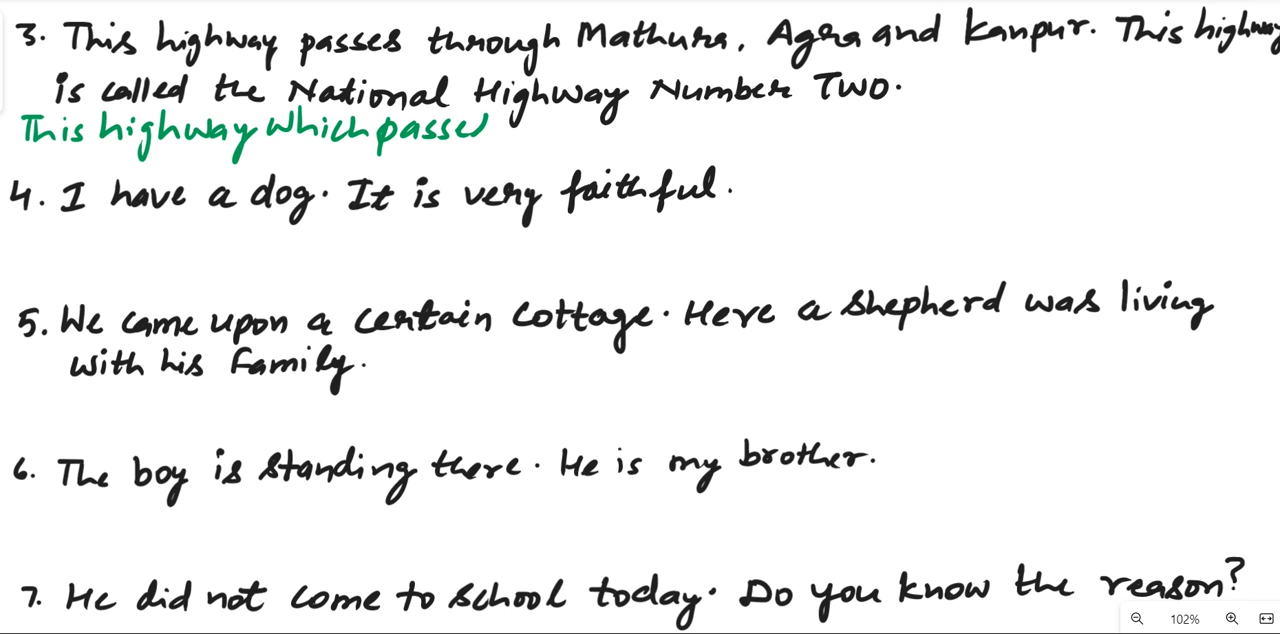 3. This highway passes through Mathura, Agra and Kanpur. This highway
is called the National Highway Number Two.
This highway which passes
4. I have a dog. It is very faithful.
5. We came upon a certain cottage. Here a shepherd was living
with his family.
6. The boy is standing there. He is my brother.
7. He did not come to school today. Do you know the reason?
102%